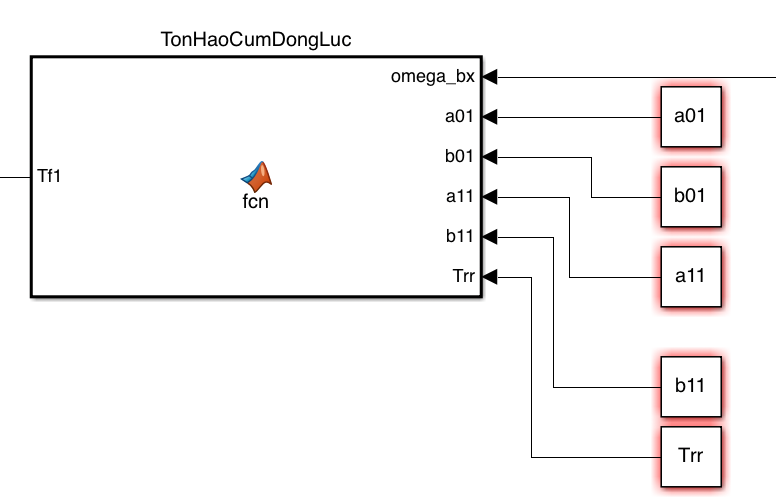 TonHaoCumDongLuc
omega_bx
a01
b01
a11
b11
Trr
Tf1
fcn
a01
b01
a11
b11
Trr